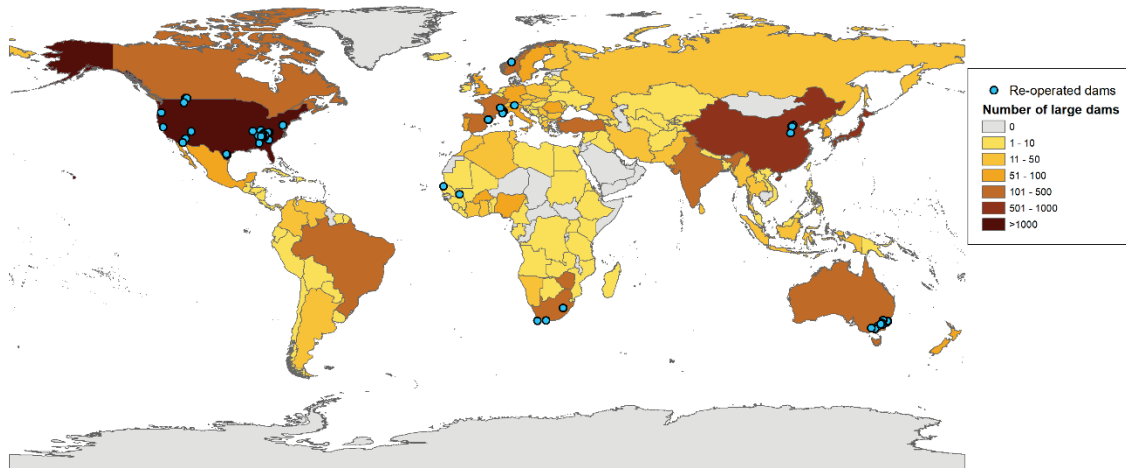 Re-operated dams
Number of large dams
0
1 - 10
11 - 50
51 - 100
101 - 500
501 - 1000
>1000